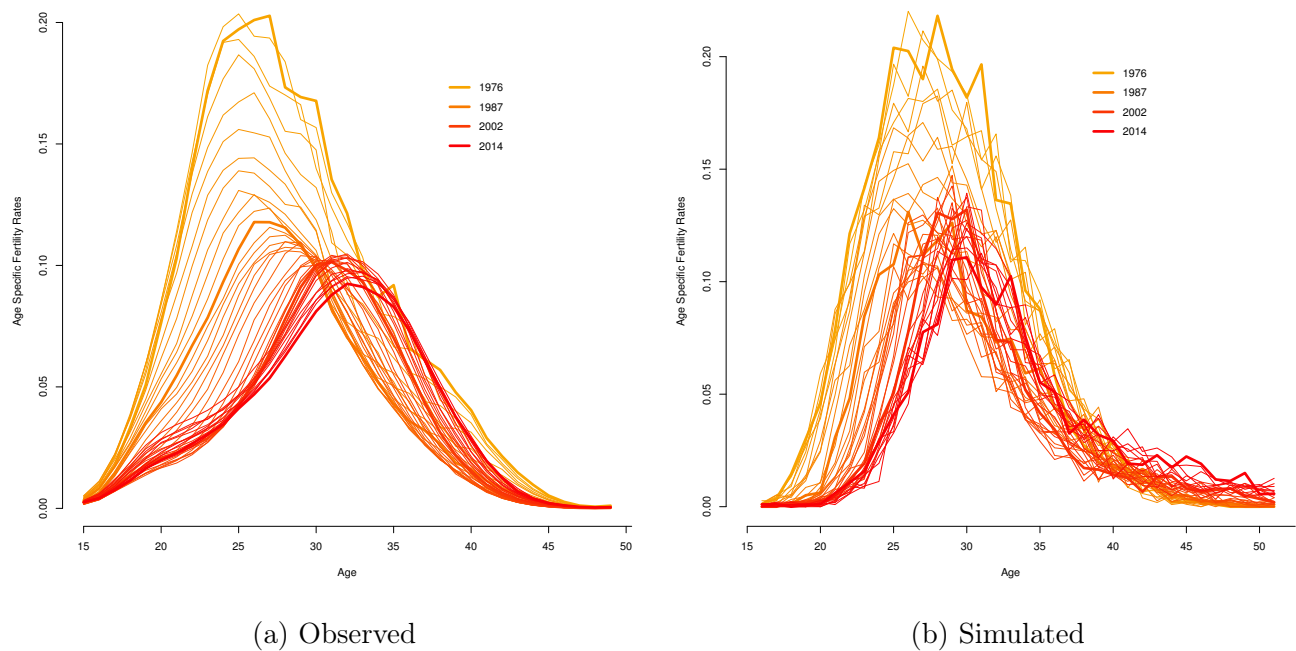 Age Specific Fertility Rates
0.00 0.05 0.10 0.15 0.20
1976
1987
2002
2014
15 20 25 30 35 40 45 50
Age
(a) Observed
Age Specific Fertility Rates
0.00 0.05 0.10 0.15 0.20
1976
1987
2002
2014
15 20 25 30 35 40 45 50
Age
(b) Simulated